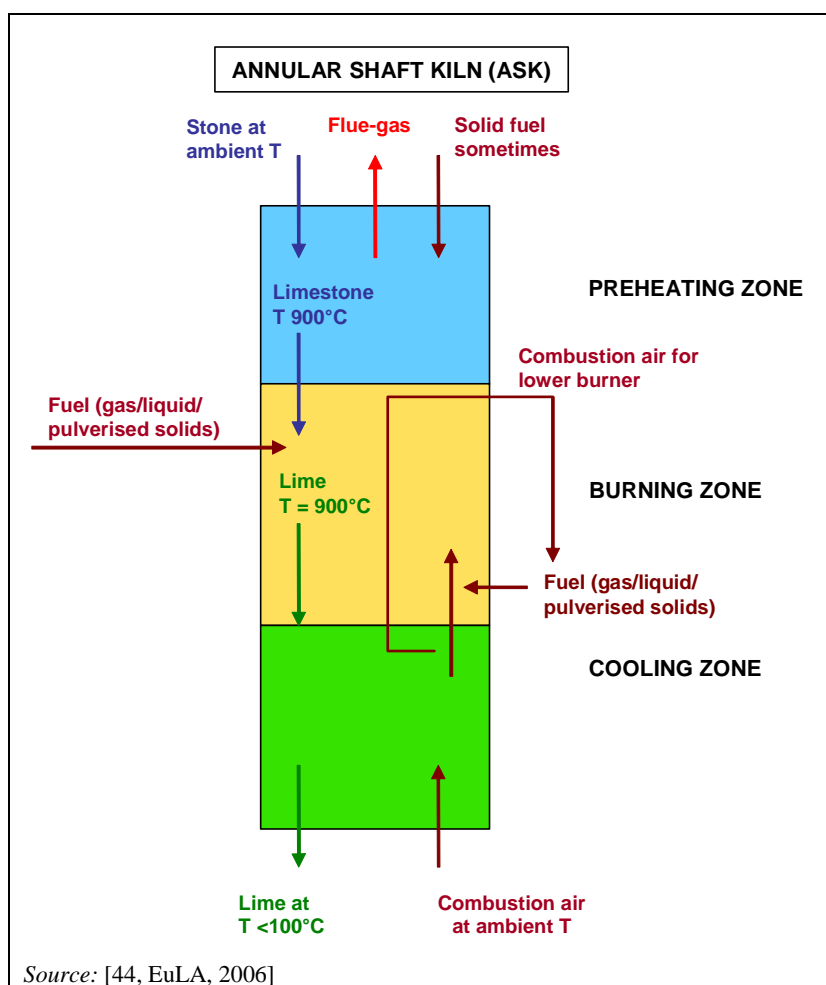 ANNULAR SHAFT KILN (ASK)
Stone at
ambient T
Flue-gas
Solid fuel
sometimes
Limestone
T 900°C
PREHEATING ZONE
Combustion air for
lower burner
Fuel (gas/liquid/
pulverised solids)
Lime
T = 900°C
BURNING ZONE
Fuel (gas/liquid/
pulverised solids)
COOLING ZONE
Lime at
T <100°C
Combustion air
at ambient T
Source: [44, EuLA, 2006]